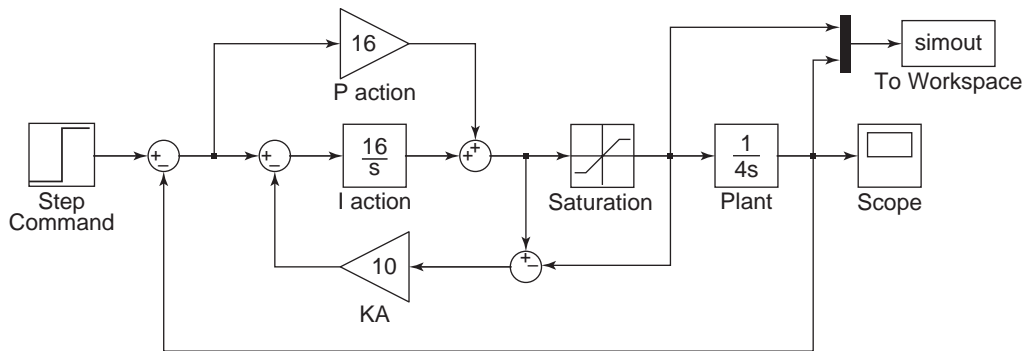 16
P action
simout
To Workspace
Step
Command
+
–
+
–
16
s
I action
+
+
Saturation
1
4s
Plant
Scope
10
KA
+
–